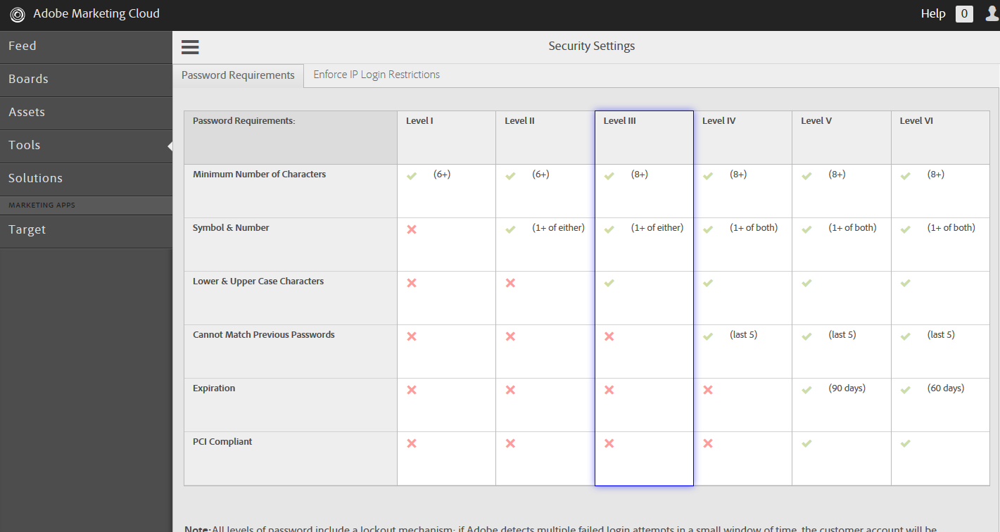 Adobe Marketing Cloud
Help 0
Feed
Boards
Assets
Tools
Solutions
MARKETING APPS
Target
Security Settings
Password Requirements Enforce IP Login Restrictions
Password Requirements: Level I Level II Level III Level IV Level V Level VI
Minimum Number of Characters (6+) (6+) (8+) (8+) (8+) (8+)
Symbol & Number (1+ of either) (1+ of either) (1+ of both) (1+ of both) (1+ of both)
Lower & Upper Case Characters
Cannot Match Previous Passwords (last 5) (last 5) (last 5)
Expiration (90 days) (60 days)
PCI Compliant
Note: All levels of password include a lockout mechanism: if Adobe detects multiple failed login attempts in a small window of time, the customer account will be